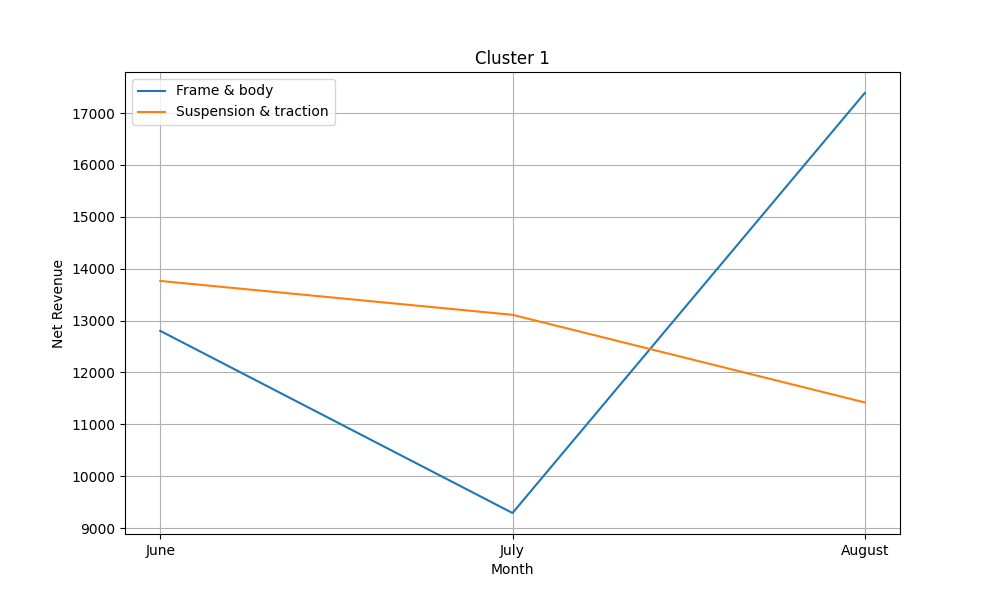 Cluster 1
Frame & body
Suspension & traction
Net Revenue
17000
16000
15000
14000
13000
12000
11000
10000
9000
June
July
August
Month